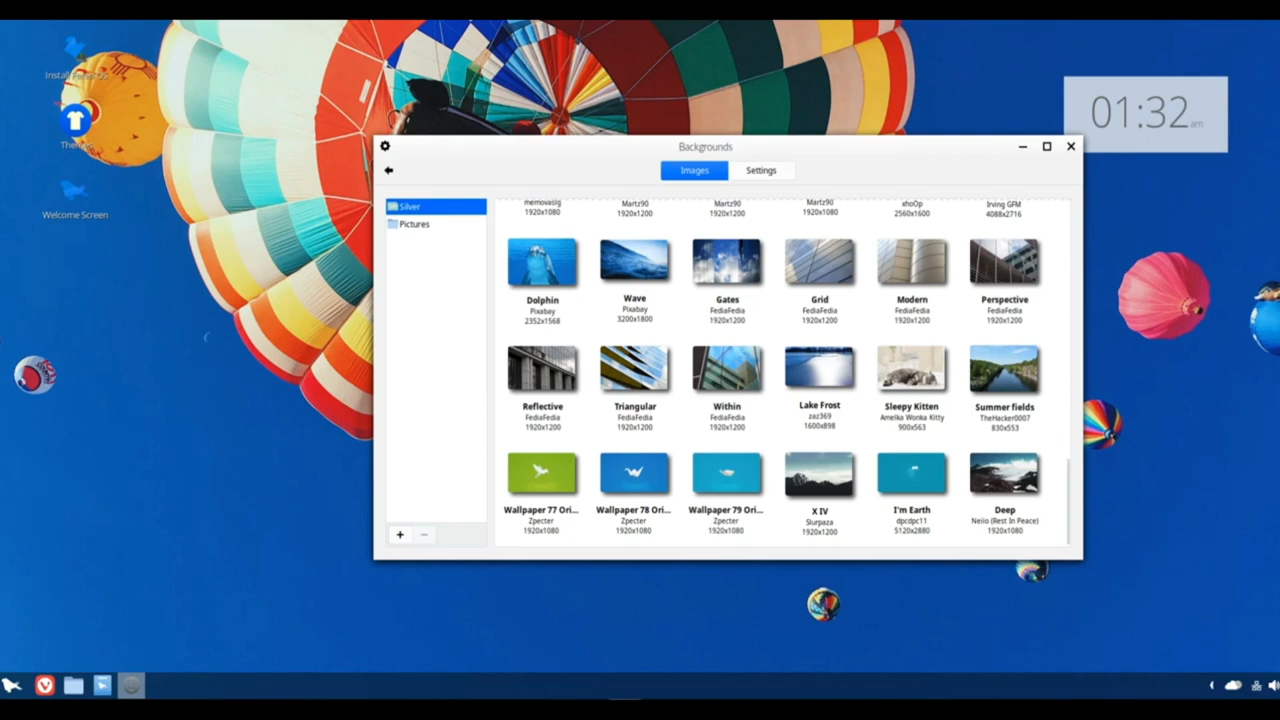 Install Feren OS
Themes
Welcome Screen
01:32 am
Backgrounds
Images
Settings
Silver
Pictures
memovaslg
1920x1080
Martz90
1920x1200
Martz90
1920x1200
Martz90
1920x1080
xhoOp
2560x1600
Irving GFM
4088x2716
Dolphin
Pixabay
2352x1568
Wave
Pixabay
3200x1800
Gates
FediaFedia
1920x1200
Grid
FediaFedia
1920x1200
Modern
FediaFedia
1920x1200
Perspective
FediaFedia
1920x1200
Reflective
FediaFedia
1920x1200
Triangular
FediaFedia
1920x1200
Within
FediaFedia
1920x1200
Lake Frost
zaz369
1600x898
Sleepy Kitten
Amelka Wonka Kitty
900x563
Summer fields
TheHacker0007
830x553
Wallpaper 77 Ori...
Zpecter
1920x1080
Wallpaper 78 Ori...
Zpecter
1920x1080
Wallpaper 79 Ori...
Zpecter
1920x1080
X IV
Slurpaza
1920x1200
I'm Earth
dpcdpc11
5120x2880
Deep
Neiio (Rest In Peace)
1920x1080